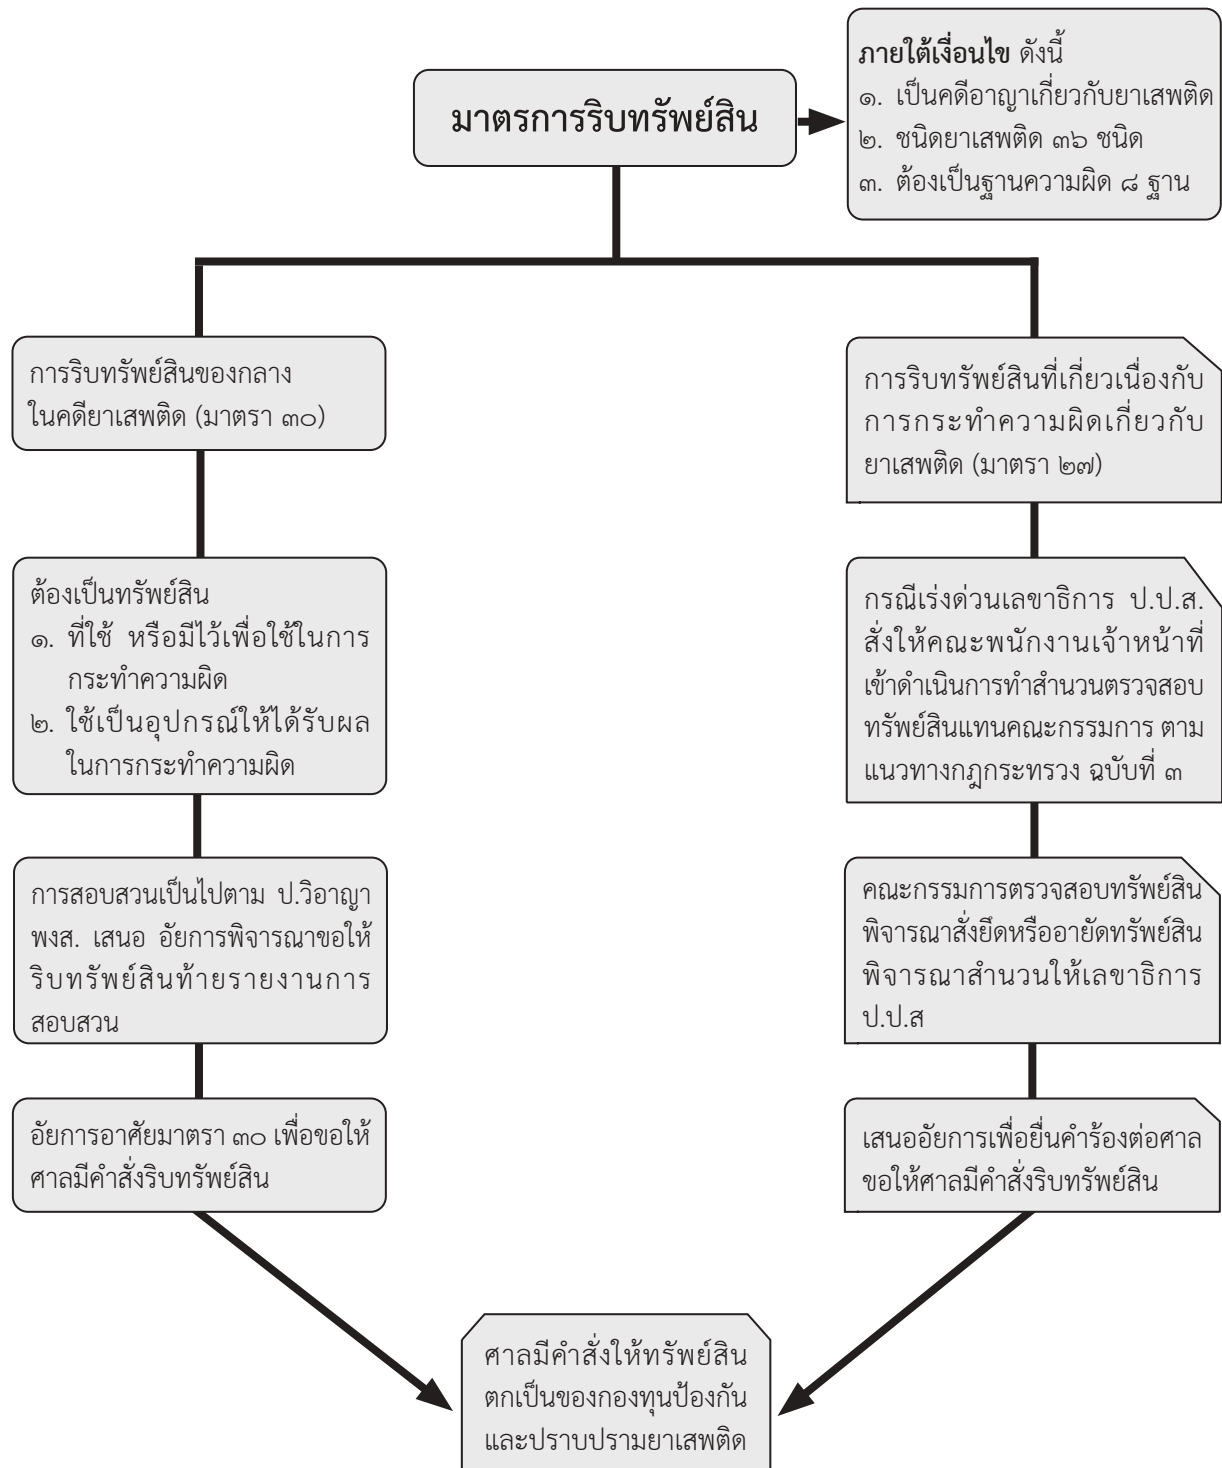 มาตรการริบทรัพย์สิน
ภายใต้เงื่อนไข ดังนี้
๑. เป็นคดีอาญาเกี่ยวกับยาเสพติด
๒. ชนิดยาเสพติด ๓๖ ชนิด
๓. ต้องเป็นฐานความผิด ๘ ฐาน
การริบทรัพย์สินของกลาง
ในคดียาเสพติด (มาตรา ๓๐)
ต้องเป็นทรัพย์สิน
๑. ที่ใช้ หรือมีไว้เพื่อใช้ในการ
กระทำความผิด
๒. ใช้เป็นอุปกรณ์ให้ได้รับผล
ในการกระทำความผิด
การสอบสวนเป็นไปตาม ป.วิอาญา
พงส. เสนอ อัยการพิจารณาขอให้
ริบทรัพย์สินท้ายรายงานการ
สอบสวน
อัยการอาศัยมาตรา ๓๐ เพื่อขอให้
ศาลมีคำสั่งริบทรัพย์สิน
การริบทรัพย์สินที่เกี่ยวเนื่องกับ
การกระทำความผิดเกี่ยวกับ
ยาเสพติด (มาตรา ๒๗)
กรณีเร่งด่วนเลขาธิการ ป.ป.ส.
สั่งให้คณะพนักงานเจ้าหน้าที่
เข้าดำเนินการทำสำนวนตรวจสอบ
ทรัพย์สินแทนคณะกรรมการ ตาม
แนวทางกฎกระทรวง ฉบับที่ ๓
คณะกรรมการตรวจสอบทรัพย์สิน
พิจารณาสั่งยึดหรืออายัดทรัพย์สิน
พิจารณาสำนวนให้เลขาธิการ
ป.ป.ส
เสนออัยการเพื่อยื่นคำร้องต่อศาล
ขอให้ศาลมีคำสั่งริบทรัพย์สิน
ศาลมีคำสั่งให้ทรัพย์สิน
ตกเป็นของกองทุนป้องกัน
และปราบปรามยาเสพติด